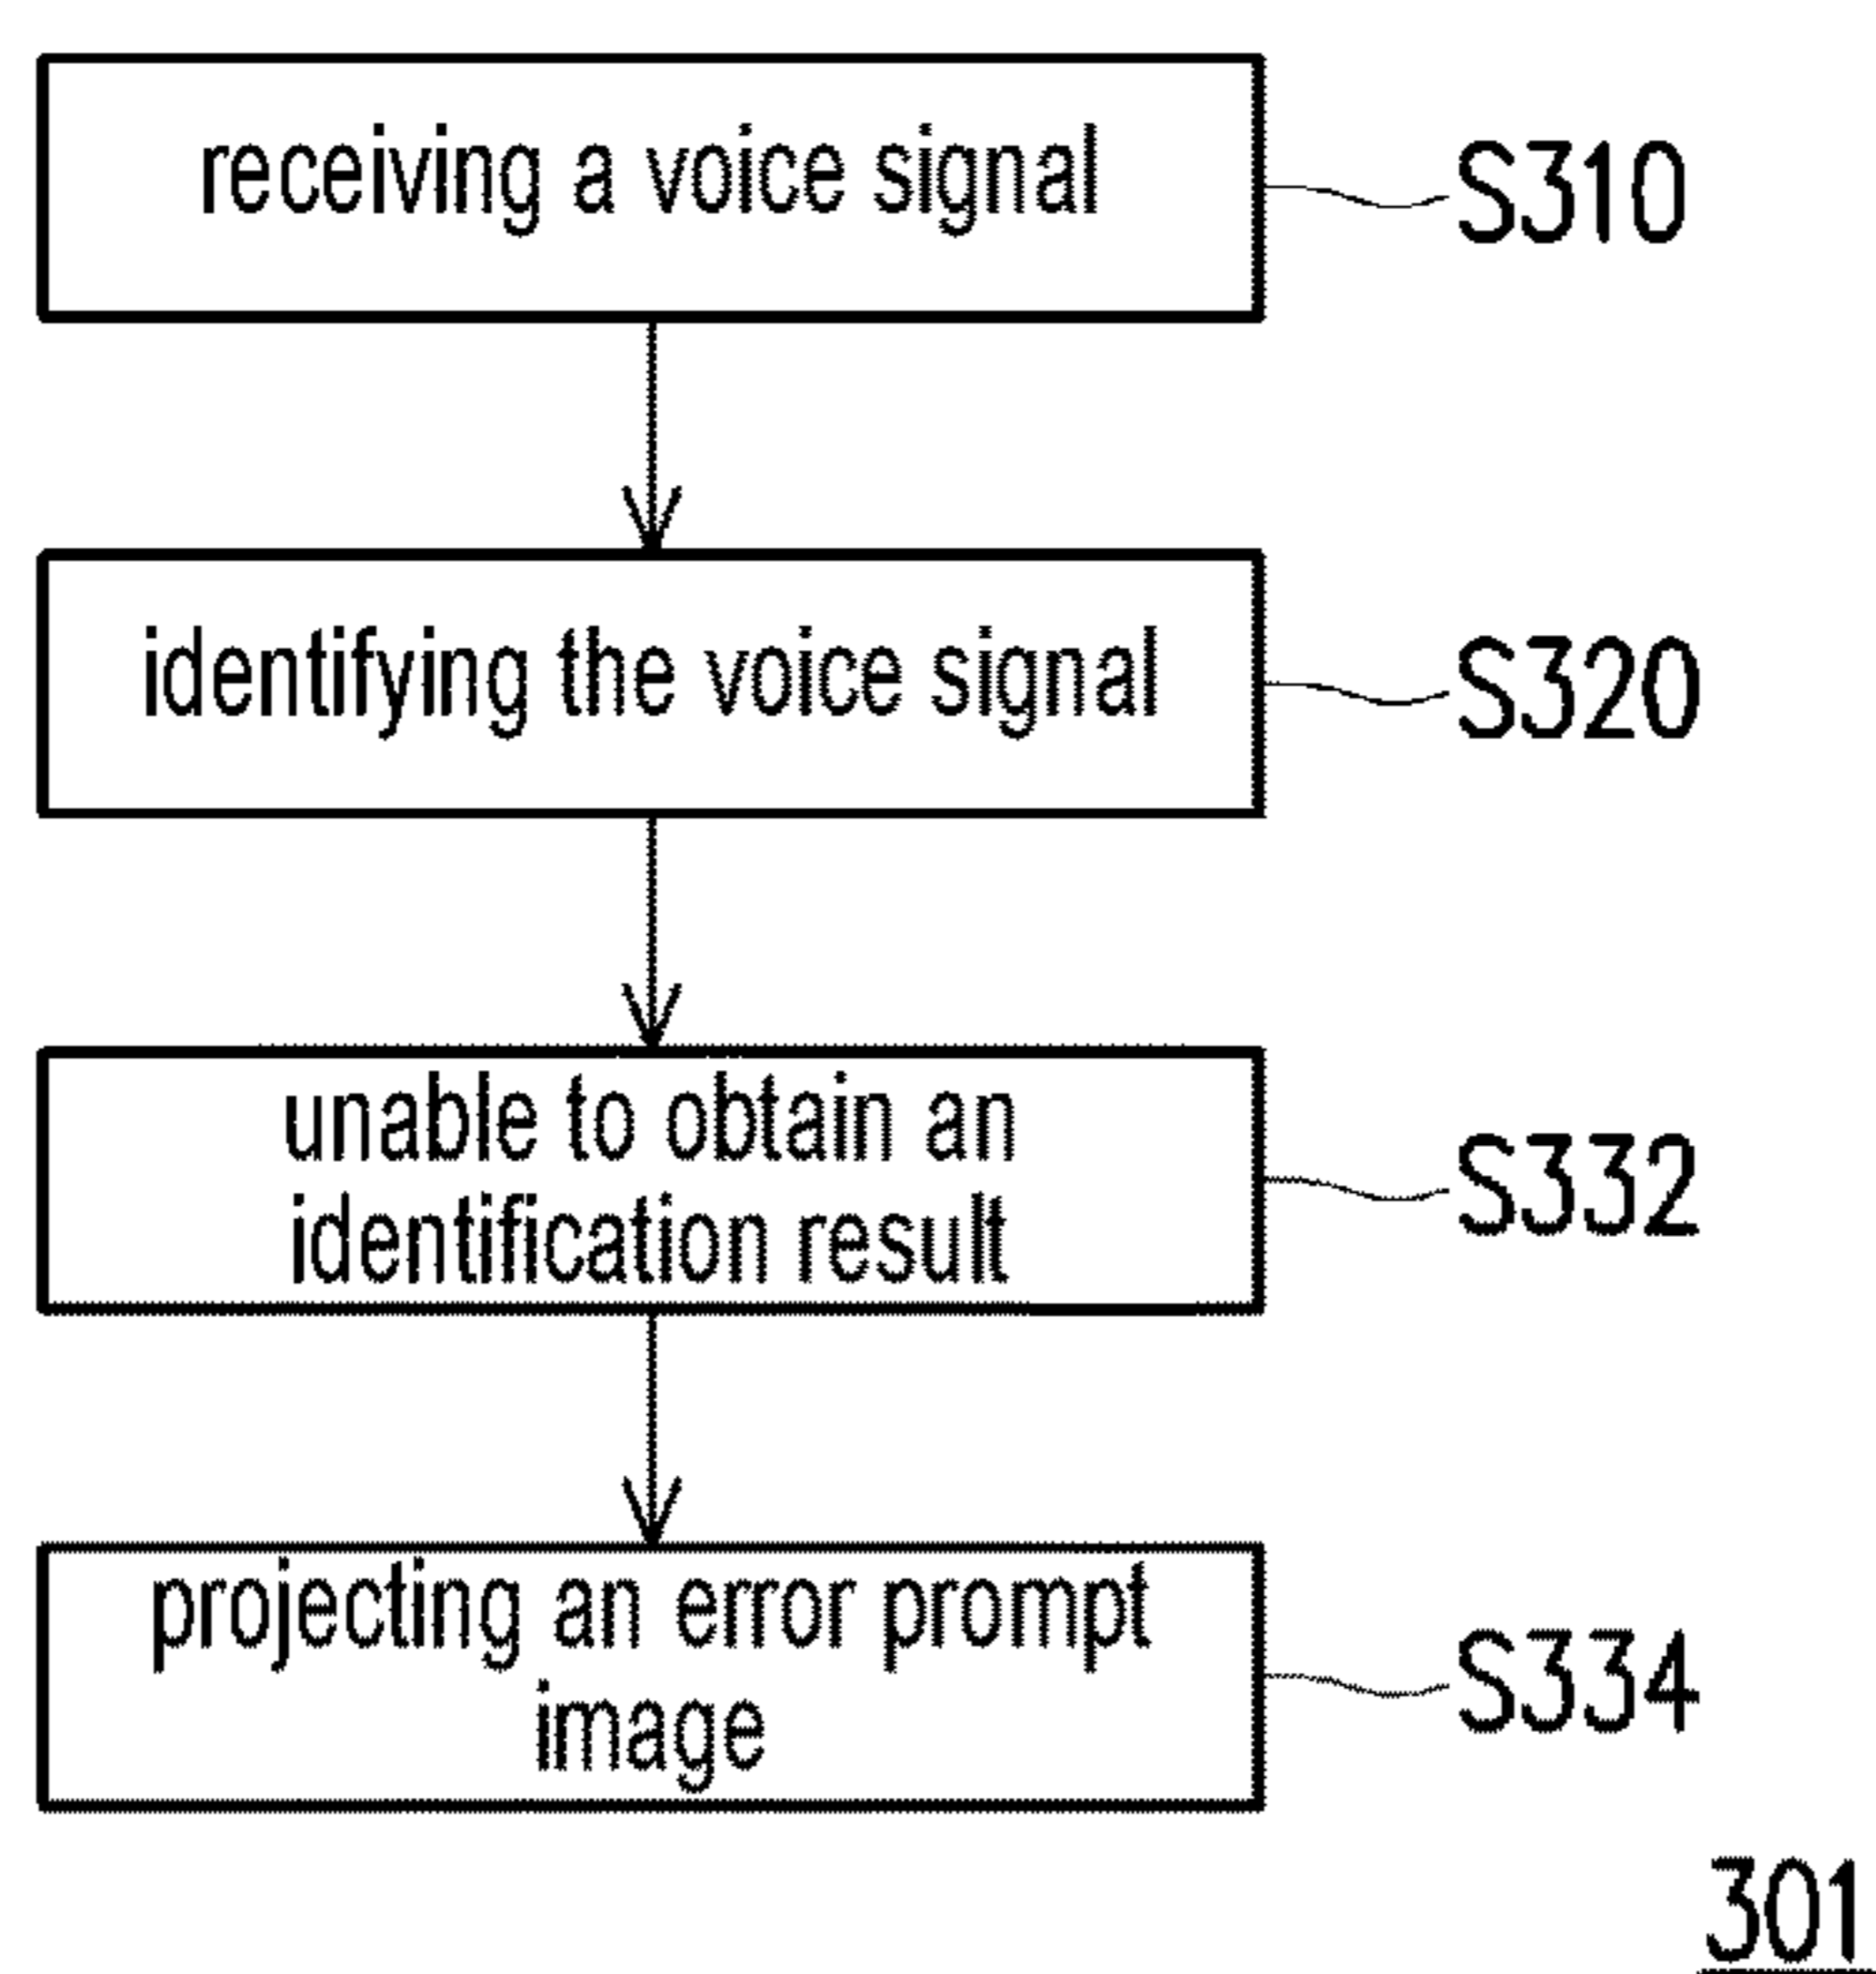 receiving a voice signal
S310
identifying the voice signal
S320
unable to obtain an
identification result
S332
projecting an error prompt
image
S334
301